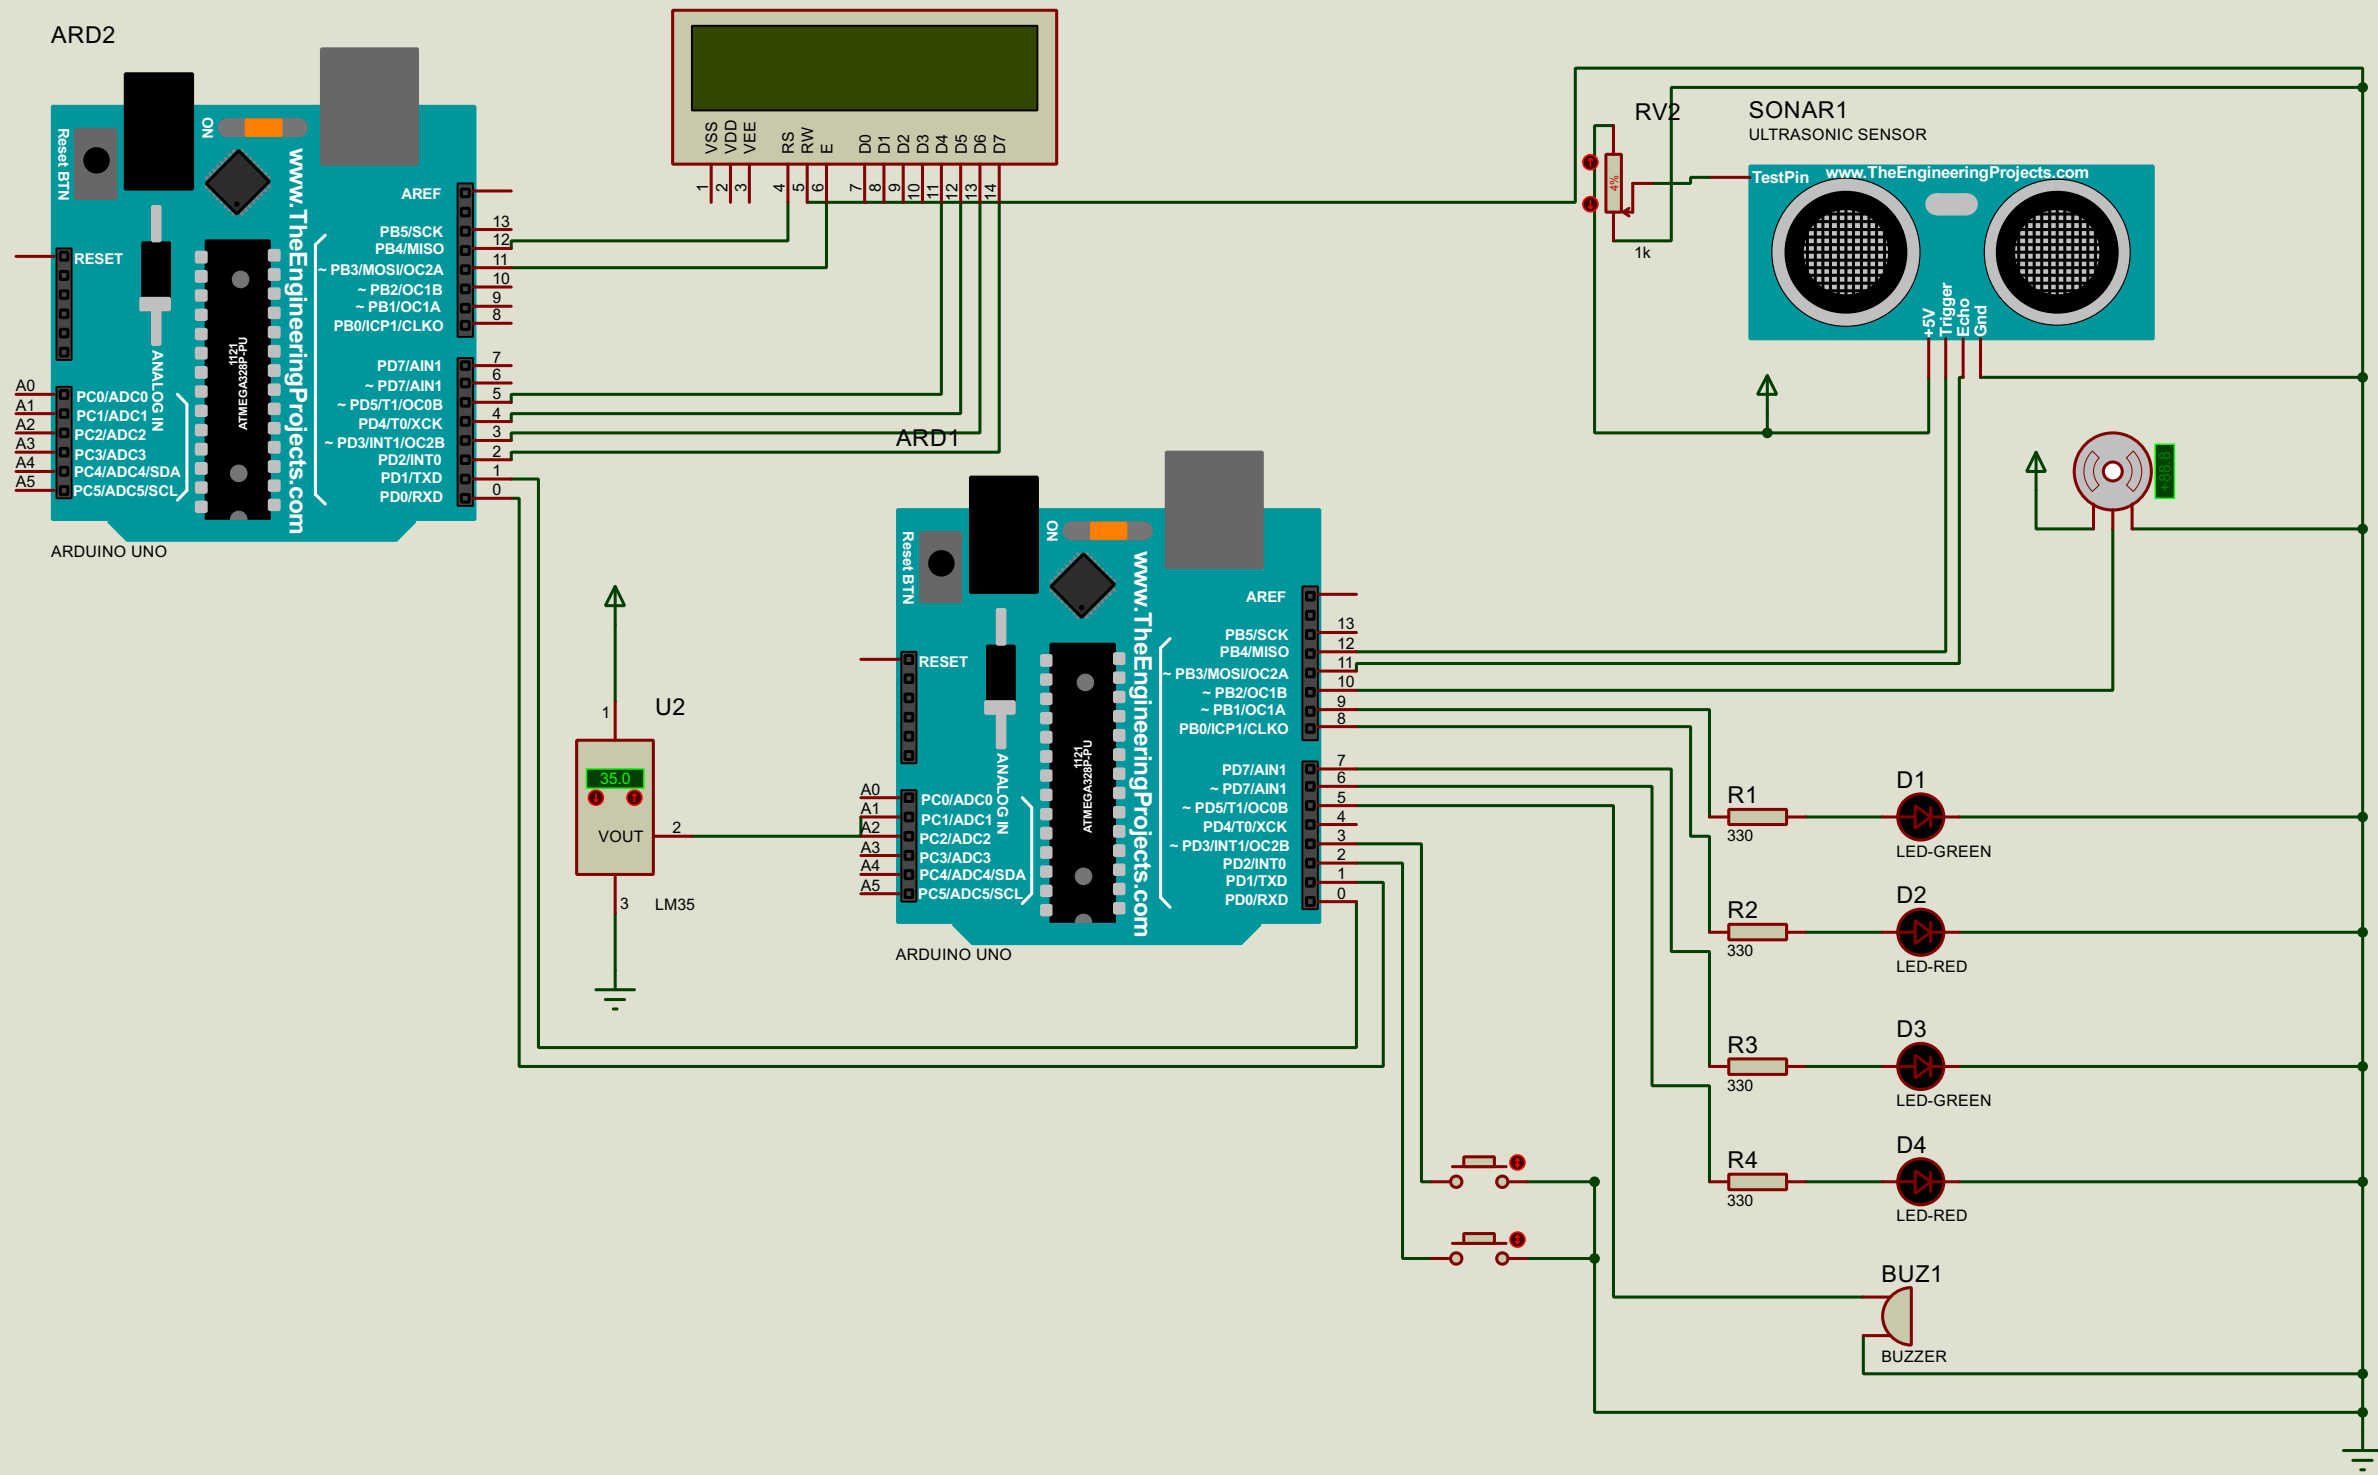 ARD2
ON
Reset BTN
www.TheEngineeringProjects.com
AREF
13
PB5/SCK
12
PB4/MISO
11
~ PB3/MOSI/OC2A
10
~ PB2/OC1B
9
~ PB1/OC1A
8
PB0/ICP1/CLKO
RESET
1121
ATMEGA328P-PU
ANALOG IN
7
PD7/AIN1
6
~ PD7/AIN1
5
~ PD5/T1/OC0B
4
PD4/T0/XCK
3
~ PD3/INT1/OC2B
2
PD2/INT0
1
PD1/TXD
0
PD0/RXD
A0 PC0/ADC0
A1 PC1/ADC1
A2 PC2/ADC2
A3 PC3/ADC3
A4 PC4/ADC4/SDA
A5 PC5/ADC5/SCL
ARDUINO UNO
VSS VDD VEE RS RW E D0 D1 D2 D3 D4 D5 D6 D7
1 2 3 4 5 6 7 8 9 10 11 12 13 14
RV2
4%
1k
SONAR1
ULTRASONIC SENSOR
TestPin
www.TheEngineeringProjects.com
+5V
Trigger
Echo
Gnd
+88.8
ARD1
ON
Reset BTN
www.TheEngineeringProjects.com
AREF
13
PB5/SCK
12
PB4/MISO
11
~ PB3/MOSI/OC2A
10
~ PB2/OC1B
9
~ PB1/OC1A
8
PB0/ICP1/CLKO
RESET
1121
ATMEGA328P-PU
ANALOG IN
7
PD7/AIN1
6
~ PD7/AIN1
5
~ PD5/T1/OC0B
4
PD4/T0/XCK
3
~ PD3/INT1/OC2B
2
PD2/INT0
1
PD1/TXD
0
PD0/RXD
A0 PC0/ADC0
A1 PC1/ADC1
A2 PC2/ADC2
A3 PC3/ADC3
A4 PC4/ADC4/SDA
A5 PC5/ADC5/SCL
ARDUINO UNO
1
U2
35.0
VOUT
2
3
LM35
R1
330
D1
LED-GREEN
R2
330
D2
LED-RED
R3
330
D3
LED-GREEN
R4
330
D4
LED-RED
BUZ1
BUZZER